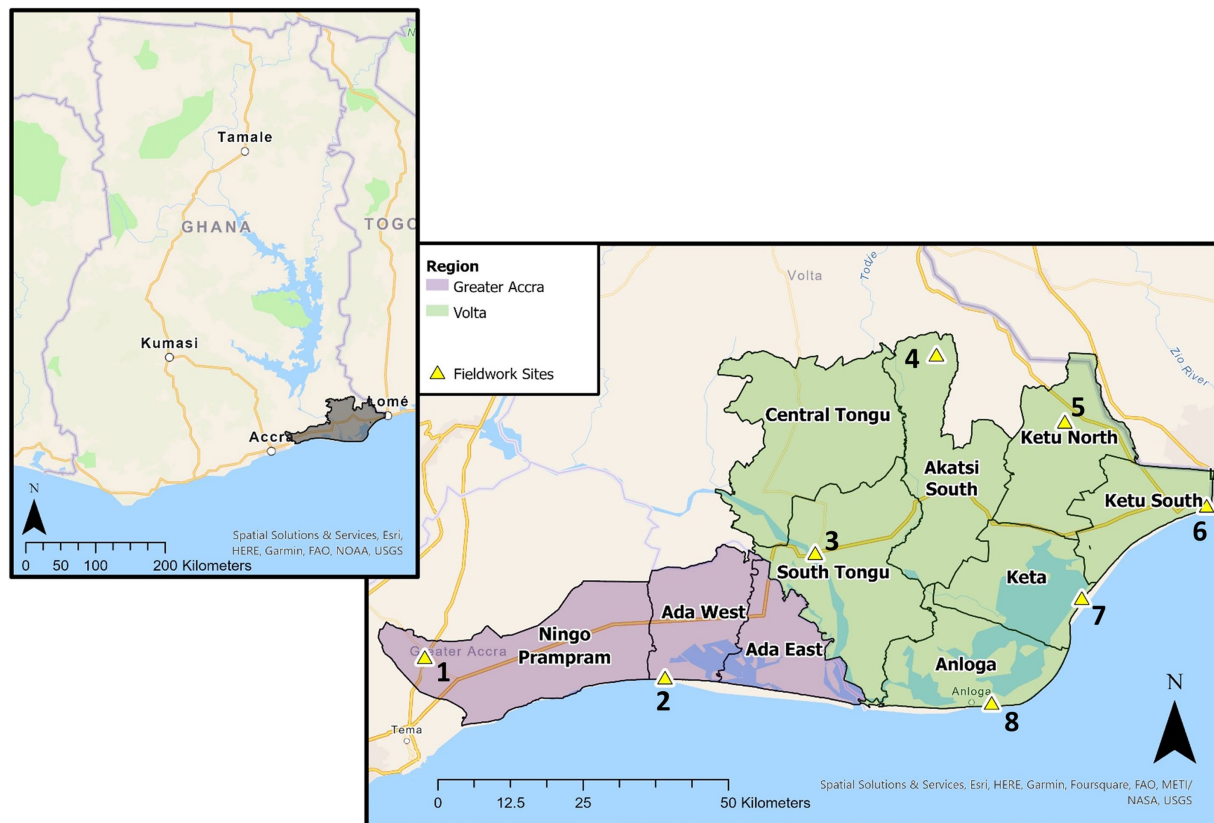 Tamale
GHANA
TOGO
Kumasi
Lomé
Accra
N
Spatial Solutions & Services, Esri,
HERE, Garmin, FAO, NOAA, USGS
0 50 100 200 Kilometers
Region
Greater Accra
Volta
Fieldwork Sites
Volta
Todzie
Zio River
4
Central Tongu
5
Ketu North
Akatsi
South
Ketu South
6
3
South Tongu
Keta
7
Ada West
Ningo
Prampram
Greater Accra
1
Ada East
Anloga
Anloga
2
8
Tema
N
0 12.5 25 50 Kilometers
Spatial Solutions & Services, Esri, HERE, Garmin, Foursquare, FAO, METI/
NASA, USGS